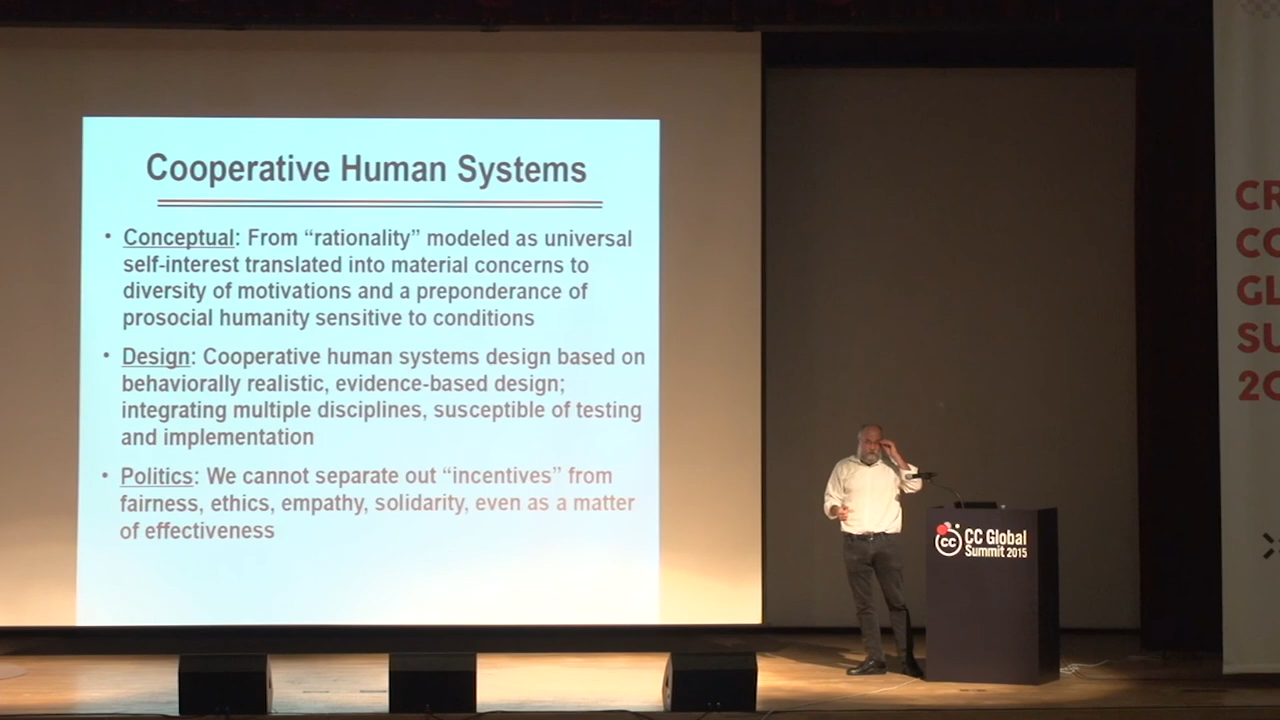 Cooperative Human Systems
• Conceptual: From “rationality” modeled as universal
self-interest translated into material concerns to
diversity of motivations and a preponderance of
prosocial humanity sensitive to conditions
• Design: Cooperative human systems design based on
behaviorally realistic, evidence-based design;
integrating multiple disciplines, susceptible of testing
and implementation
• Politics: We cannot separate out “incentives” from
fairness, ethics, empathy, solidarity, even as a matter
of effectiveness
cc CC Global
Summit 2015
CR
CO
GL
SU
20